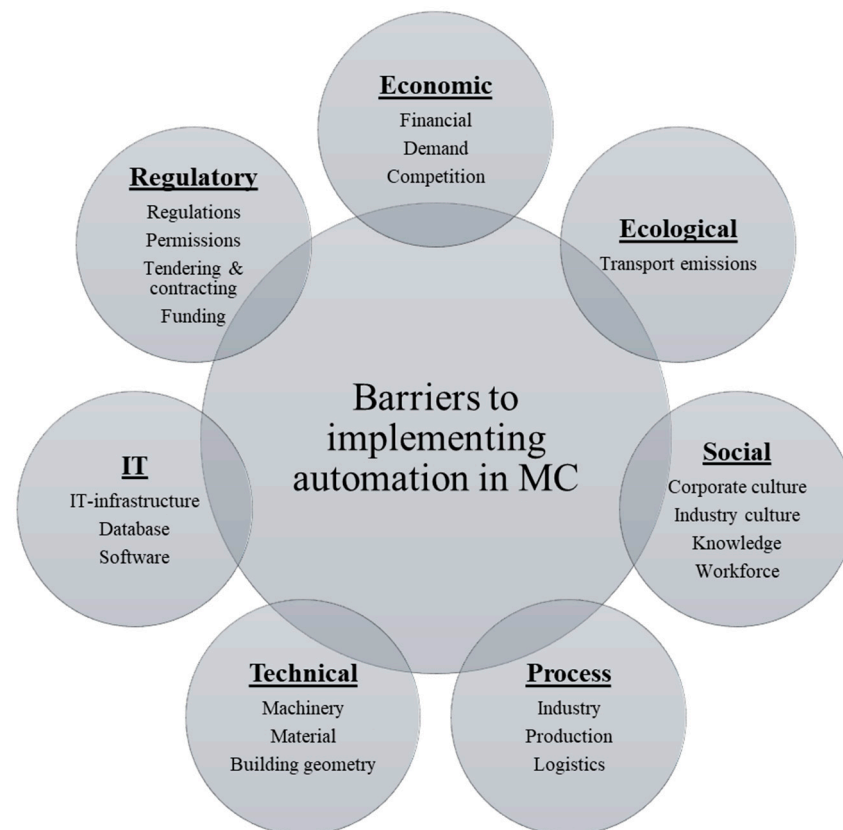 Economic
Financial
Demand
Competition
Ecological
Transport emissions
Social
Corporate culture
Industry culture
Knowledge
Workforce
Process
Industry
Production
Logistics
Technical
Machinery
Material
Building geometry
IT
IT-infrastructure
Database
Software
Regulatory
Regulations
Permissions
Tendering &
contracting
Funding
Barriers to
implementing
automation in MC